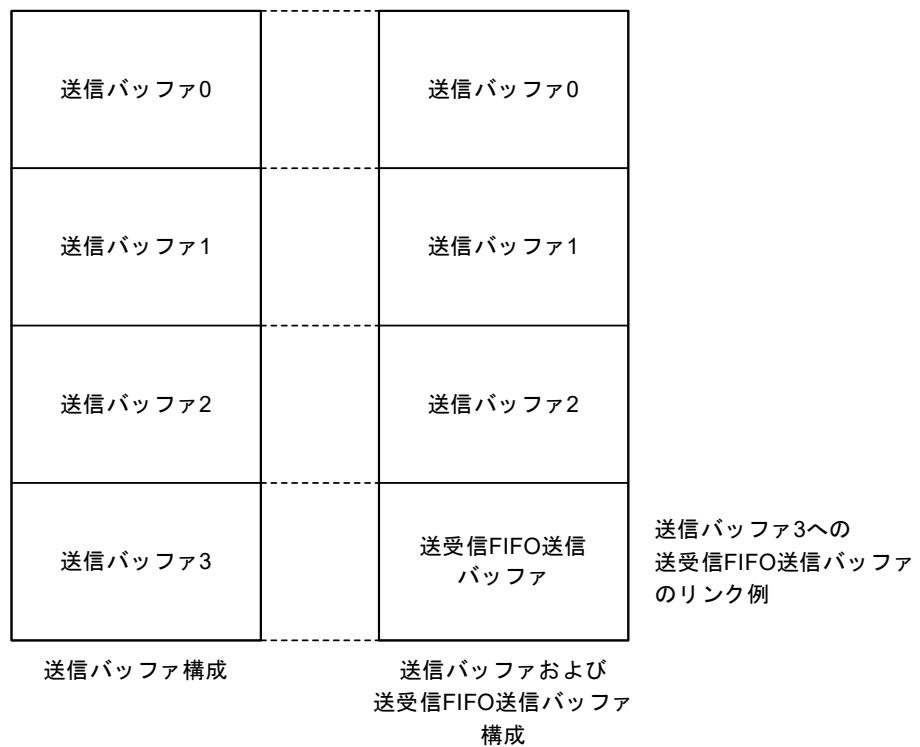 送信バッファ0
送信バッファ0
送信バッファ1
送信バッファ1
送信バッファ2
送信バッファ2
送信バッファ3
送受信FIFO送信
バッファ
送信バッファ3への
送受信FIFO送信バッファ
のリンク例
送信バッファ構成
送信バッファおよび
送受信FIFO送信バッファ
構成